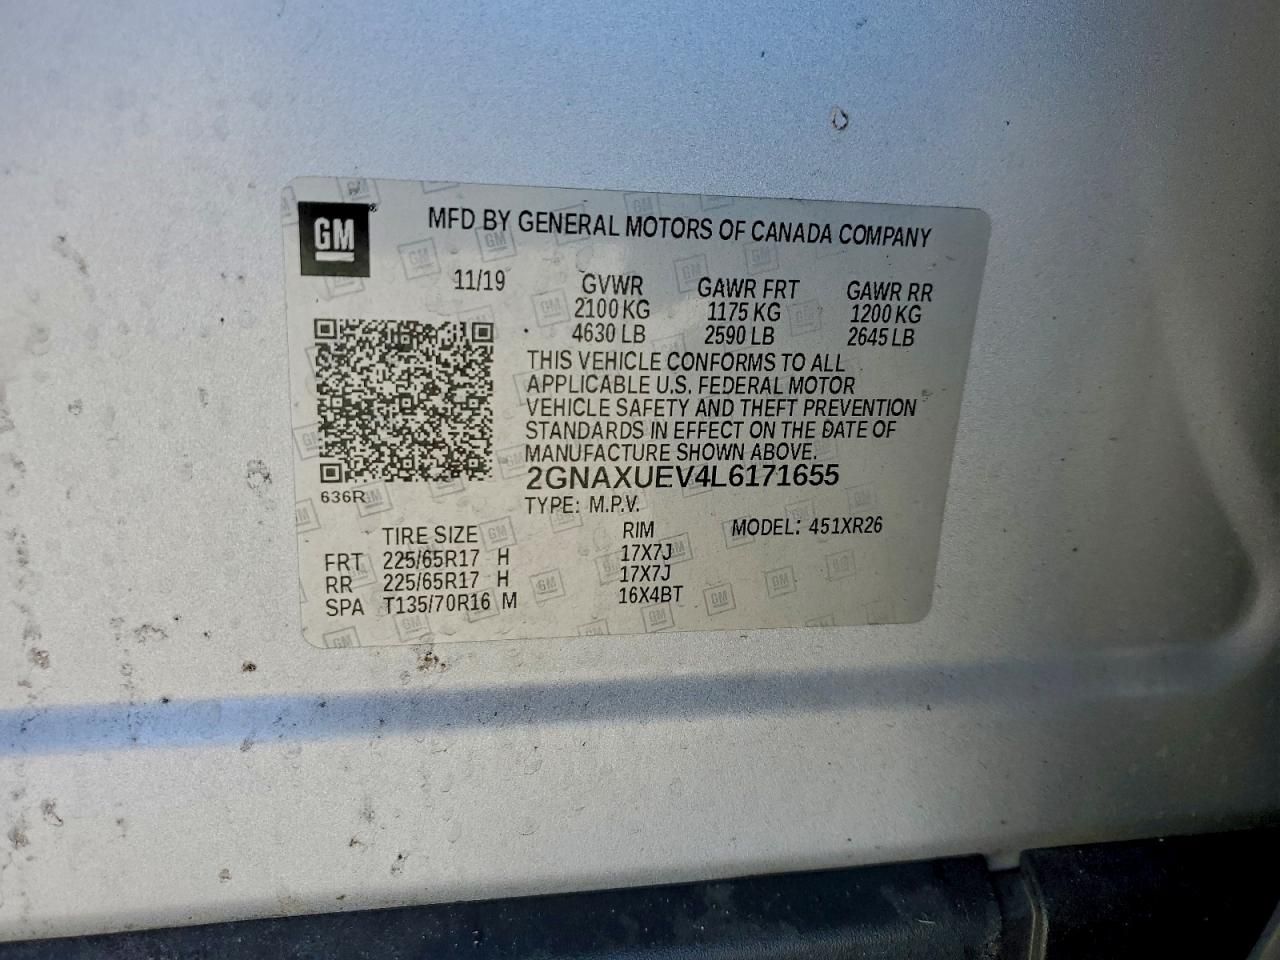 GM
MFD BY GENERAL MOTORS OF CANADA COMPANY
11/19 GVWR GAWR FRT GAWR RR
2100 KG 1175 KG 1200 KG
4630 LB 2590 LB 2645 LB
THIS VEHICLE CONFORMS TO ALL
APPLICABLE U.S. FEDERAL MOTOR
VEHICLE SAFETY AND THEFT PREVENTION
STANDARDS IN EFFECT ON THE DATE OF
MANUFACTURE SHOWN ABOVE.
2GNAXUEV4L6171655
636R
TYPE: M.P.V.
TIRE SIZE RIM MODEL: 451XR26
FRT 225/65R17 H 17X7J
RR 225/65R17 H 17X7J
SPA T135/70R16 M 16X4BT